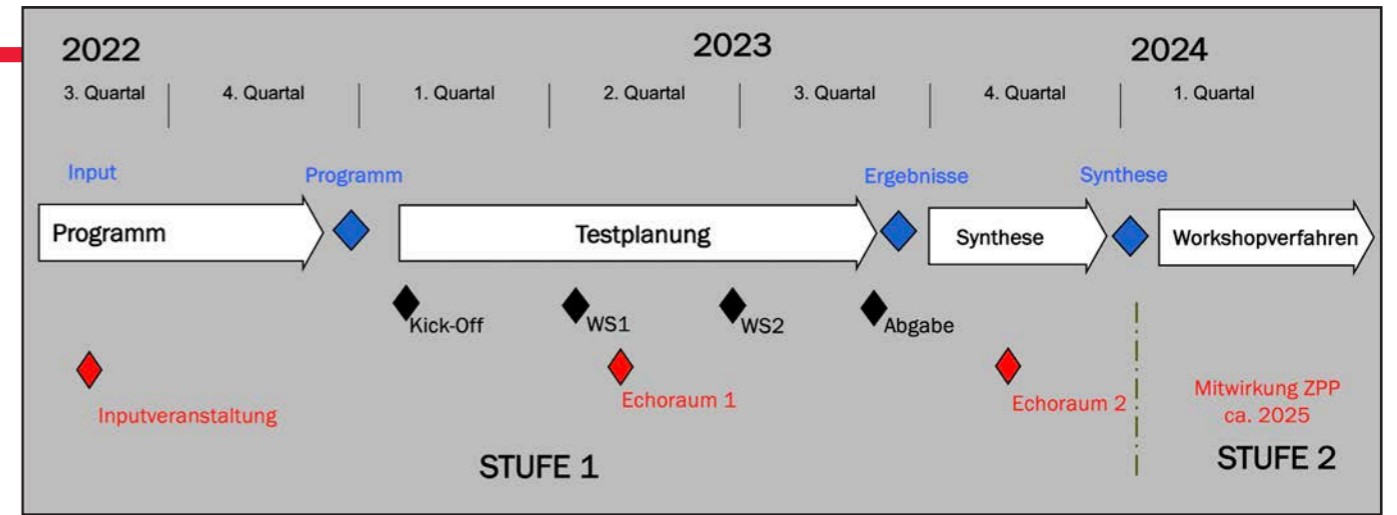 2022
2023
2024
3. Quartal
4. Quartal
1. Quartal
2. Quartal
3. Quartal
4. Quartal
1. Quartal
Input
Programm
Ergebnisse
Synthese
Programm
Testplanung
Synthese
Workshopverfahren
Kick-Off
WS1
WS2
Abgabe
Inputveranstaltung
Echoraum 1
Echoraum 2
Mitwirkung ZPP
ca. 2025
STUFE 1
STUFE 2